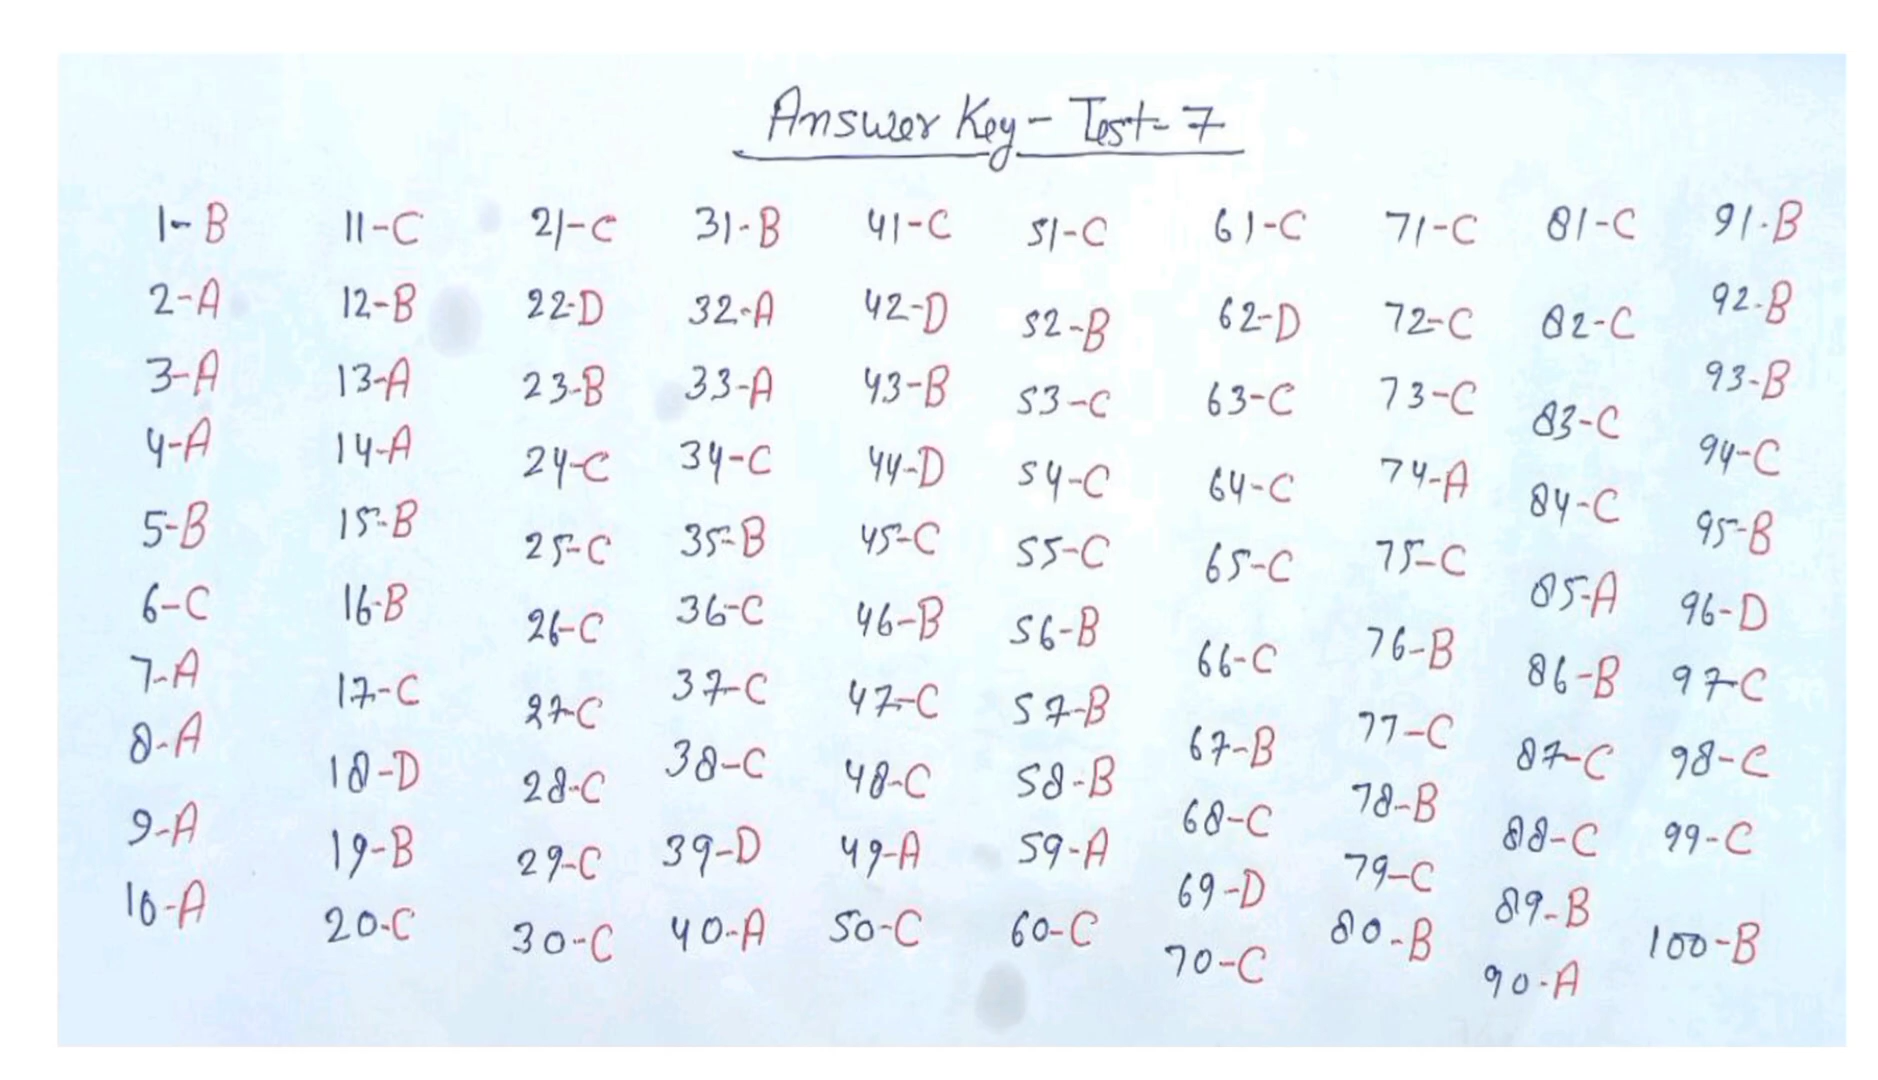 Answer Key - Test - 7
1-B 11-C 21-C 31-B 41-C 51-C 61-C 71-C 81-C 91-B
2-A 12-B 22-D 32-A 42-D 52-B 62-D 72-C 82-C 92-B
3-A 13-A 23-B 33-A 43-B 53-C 63-C 73-C 83-C 93-B
4-A 14-A 24-C 34-C 44-D 54-C 64-C 74-A 84-C 94-C
5-B 15-B 25-C 35-B 45-C 55-C 65-C 75-C 85-A 95-B
6-C 16-B 26-C 36-C 46-B 56-B 66-C 76-B 86-B 96-D
7-A 17-C 27-C 37-C 47-C 57-B 67-B 77-C 87-C 97-C
8-A 18-D 28-C 38-C 48-C 58-B 68-C 78-B 88-C 98-C
9-A 19-B 29-C 39-D 49-A 59-A 69-D 79-C 89-B 99-C
10-A 20-C 30-C 40-A 50-C 60-C 70-C 80-B 90-A 100-B